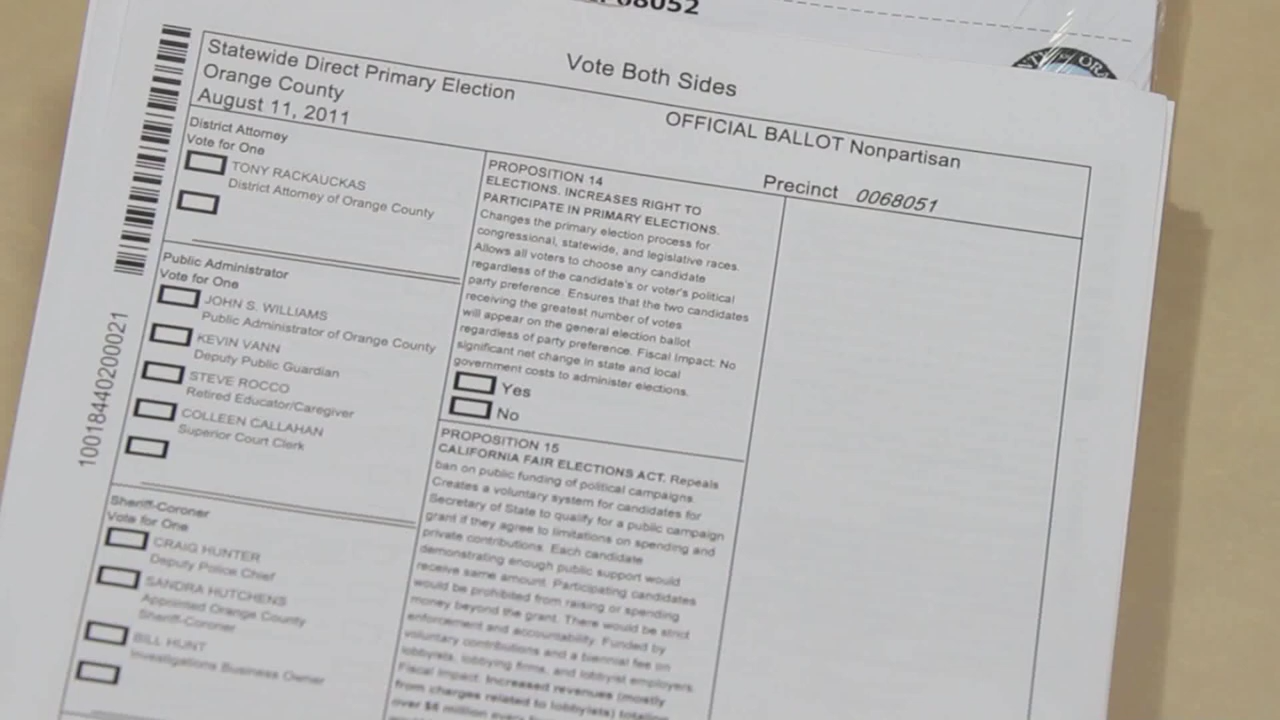 68052
Vote Both Sides
Statewide Direct Primary Election
Orange County
August 11, 2011
OFFICIAL BALLOT Nonpartisan
Precinct 0068051
District Attorney
Vote for One
TONY RACKAUCKAS
District Attorney of Orange County
Public Administrator
Vote for One
JOHN S. WILLIAMS
Public Administrator of Orange County
KEVIN VANN
Deputy Public Guardian
STEVE ROCCO
Retired Educator/Caregiver
COLLEEN CALLAHAN
Superior Court Clerk
Sheriff-Coroner
Vote for One
CRAIG HUNTER
Deputy Police Chief
SANDRA HUTCHENS
Appointed Orange County
Sheriff-Coroner
BILL HUNT
Investigations Business Owner
PROPOSITION 14
ELECTIONS. INCREASES RIGHT TO
PARTICIPATE IN PRIMARY ELECTIONS.
Changes the primary election process for
congressional, statewide, and legislative races.
Allows all voters to choose any candidate
regardless of the candidate's or voter's political
party preference. Ensures that the two candidates
receiving the greatest number of votes
will appear on the general election ballot
regardless of party preference. Fiscal Impact: No
significant net change in state and local
government costs to administer elections.
Yes
No
PROPOSITION 15
CALIFORNIA FAIR ELECTIONS ACT. Repeals
ban on public funding of political campaigns.
Creates a voluntary system for candidates for
Secretary of State to qualify for a public campaign
grant if they agree to limitations on spending and
private contributions. Each candidate
demonstrating enough public support would
receive same amount. Participating candidates
would be prohibited from raising or spending
money beyond the grant. There would be strict
enforcement and accountability. Funded by
voluntary contributions and a biennial fee on
lobbyists, lobbying firms, and lobbyist employers.
Fiscal Impact: Increased revenues (mostly
from charges related to lobbyists) totaling
over $6 million every
10018440200021